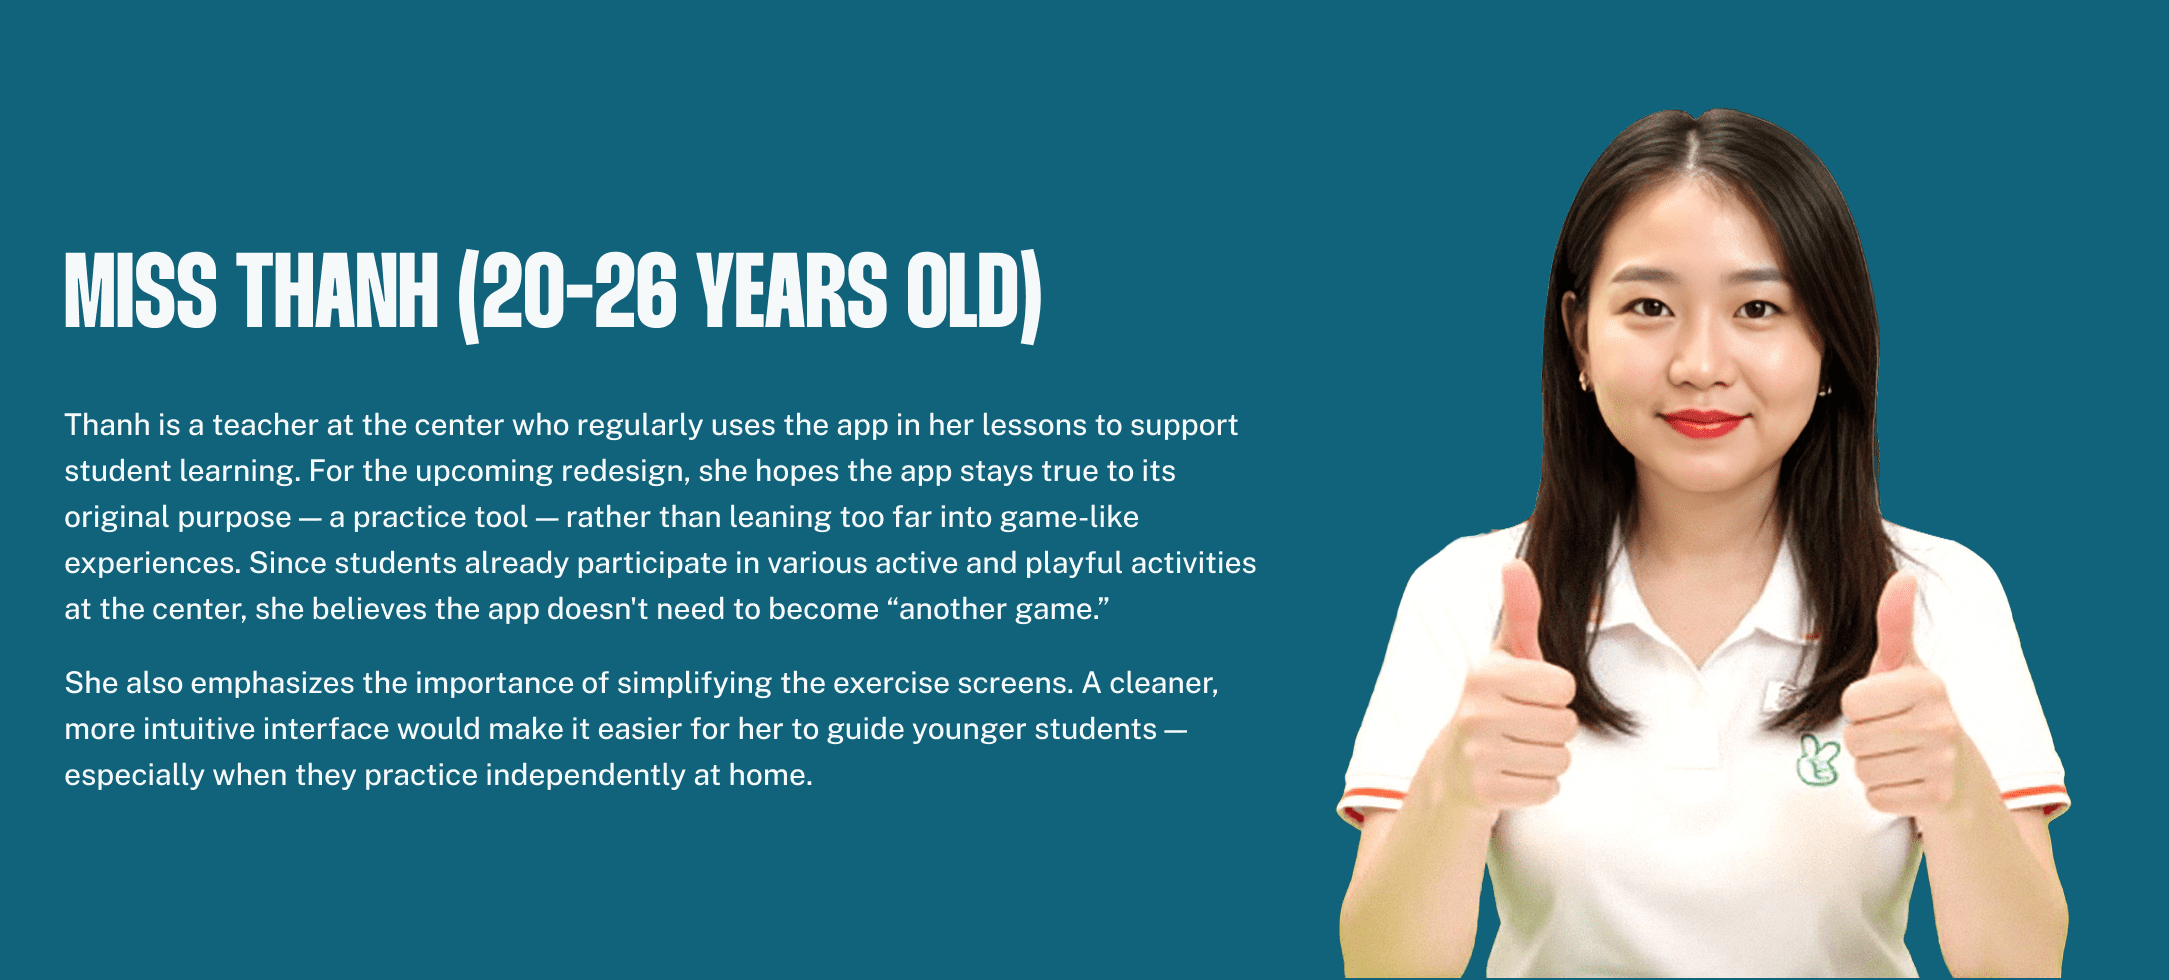 MISS THANH (20-26 YEARS OLD)
Thanh is a teacher at the center who regularly uses the app in her lessons to support
student learning. For the upcoming redesign, she hopes the app stays true to its
original purpose — a practice tool — rather than leaning too far into game-like
experiences. Since students already participate in various active and playful activities
at the center, she believes the app doesn't need to become “another game.”
She also emphasizes the importance of simplifying the exercise screens. A cleaner,
more intuitive interface would make it easier for her to guide younger students —
especially when they practice independently at home.